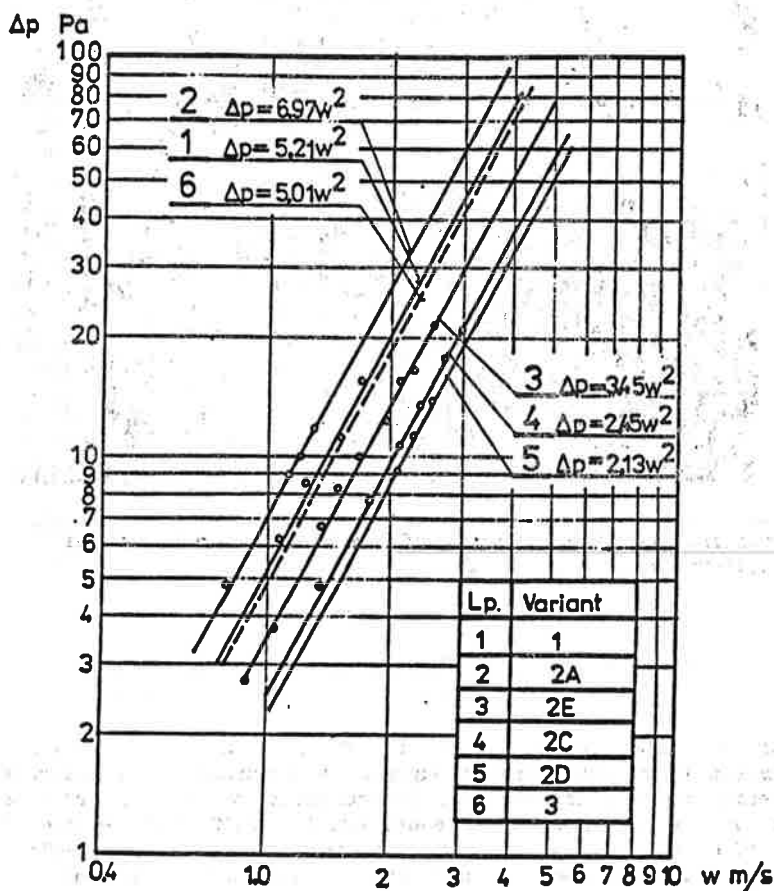 Δp Pa
100
90
80
70
60
50
40
30
20
10
9
8
7
6
5
4
3
2
1
2 Δp=6.97w²
1 Δp=5.21w²
6 Δp=5.01w²
3 Δp=3.45w²
4 Δp=2.45w²
5 Δp=2.13w²
Lp. Variant
1 1
2 2A
3 2E
4 2C
5 2D
6 3
0.4 1.0 2 3 4 5 6 7 8 9 10 w m/s